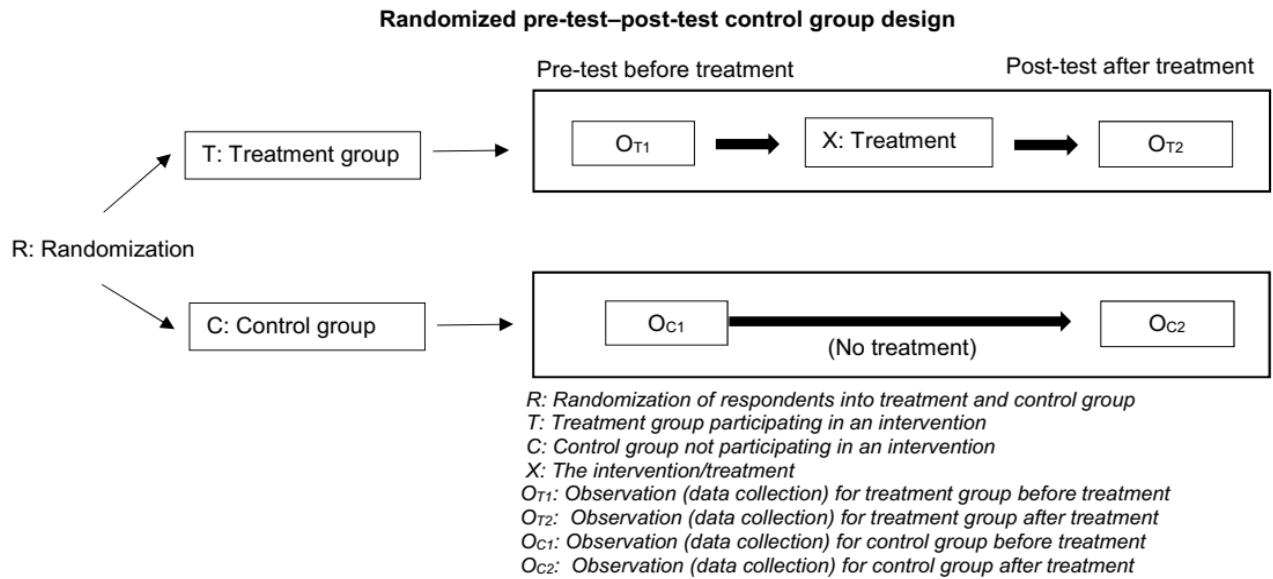 Randomized pre-test–post-test control group design
Pre-test before treatment
Post-test after treatment
T: Treatment group
OT1
X: Treatment
OT2
R: Randomization
C: Control group
OC1
(No treatment)
OC2
R: Randomization of respondents into treatment and control group
T: Treatment group participating in an intervention
C: Control group not participating in an intervention
X: The intervention/treatment
OT1: Observation (data collection) for treatment group before treatment
OT2: Observation (data collection) for treatment group after treatment
OC1: Observation (data collection) for control group before treatment
OC2: Observation (data collection) for control group after treatment